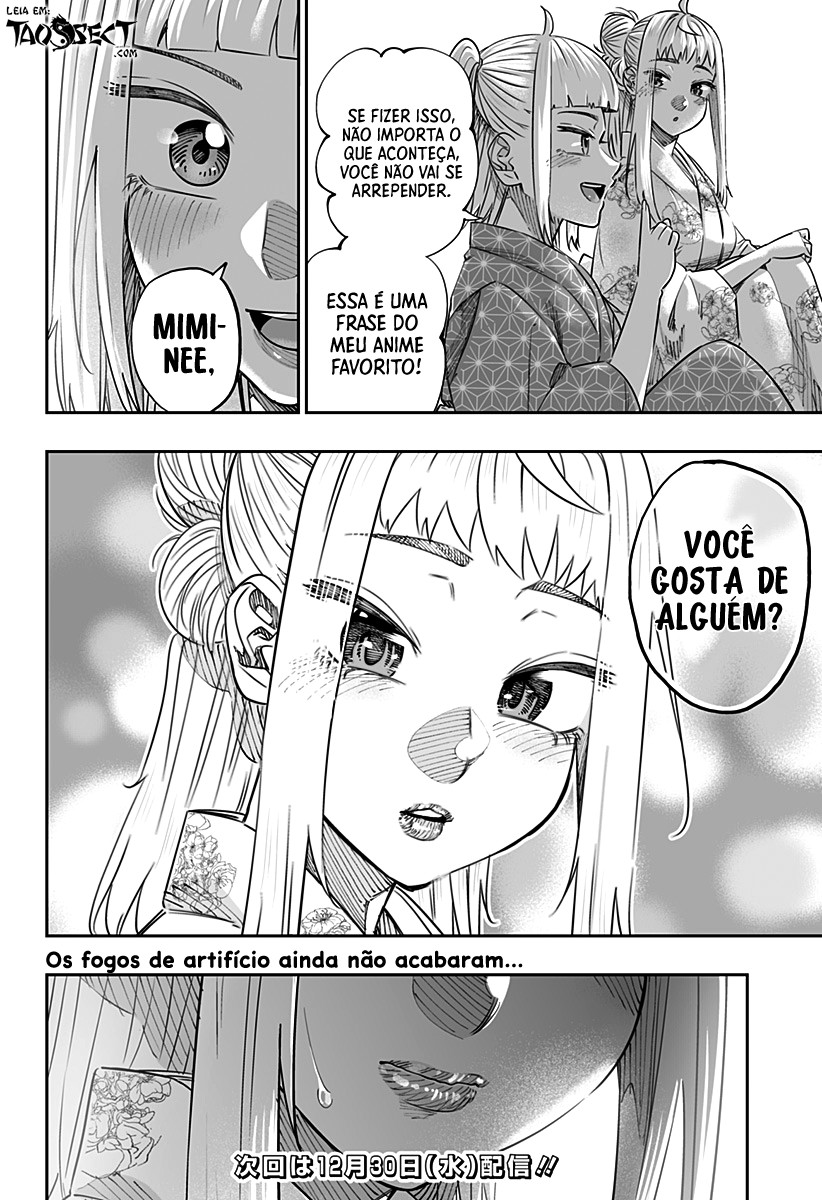 LEIA EM:
TAOSECT
.COM
SE FIZER ISSO,
NÃO IMPORTA O
QUE ACONTEÇA,
VOCÊ NÃO VAI SE
ARREPENDER.
ESSA É UMA
FRASE DO
MEU ANIME
FAVORITO!
MIMI-
NEE,
VOCÊ
GOSTA DE
ALGUÉM?
Os fogos de artifício ainda não acabaram...
次回は12月30日(水)配信!!